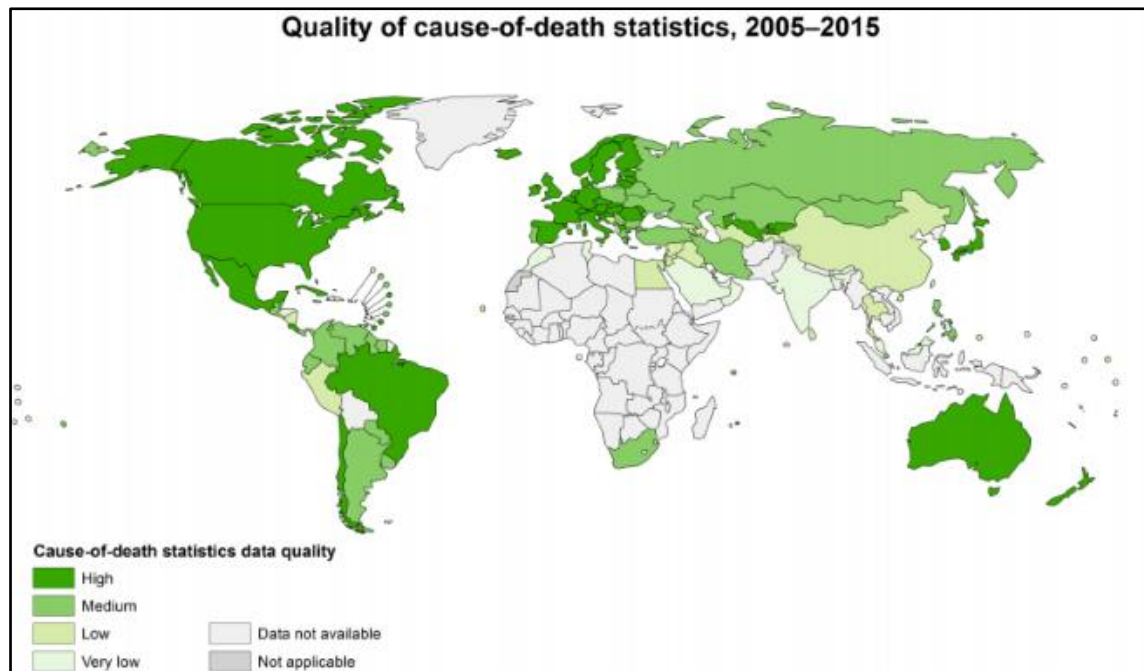 Quality of cause-of-death statistics, 2005–2015
Cause-of-death statistics data quality
High
Medium
Low
Very low
Data not available
Not applicable